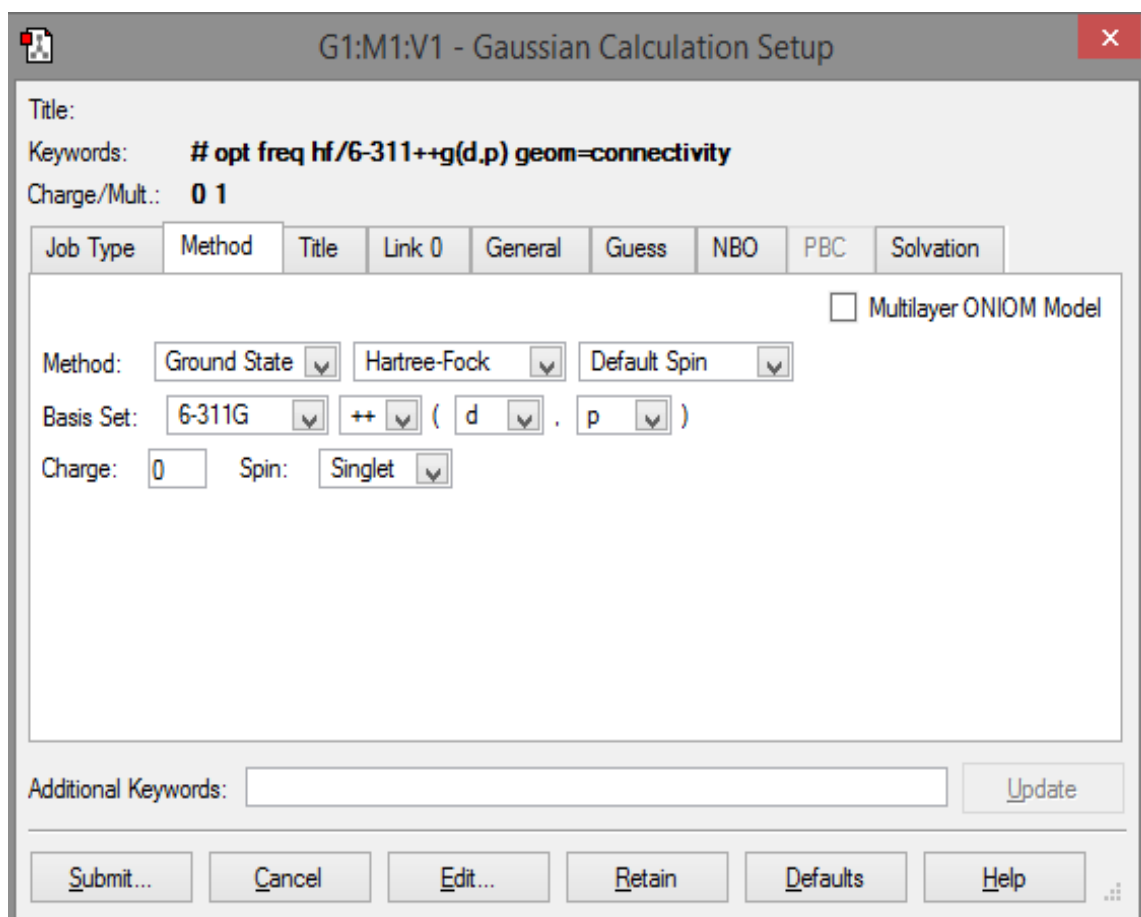 G1:M1:V1 - Gaussian Calculation Setup
Title:
Keywords: # opt freq hf/6-311++g(d,p) geom=connectivity
Charge/Mult.: 0 1
Job Type Method Title Link 0 General Guess NBO PBC Solvation
Multilayer ONIOM Model
Method: Ground State Hartree-Fock Default Spin
Basis Set: 6-311G ++ ( d , p )
Charge: 0 Spin: Singlet
Additional Keywords: Update
Submit... Cancel Edit... Retain Defaults Help